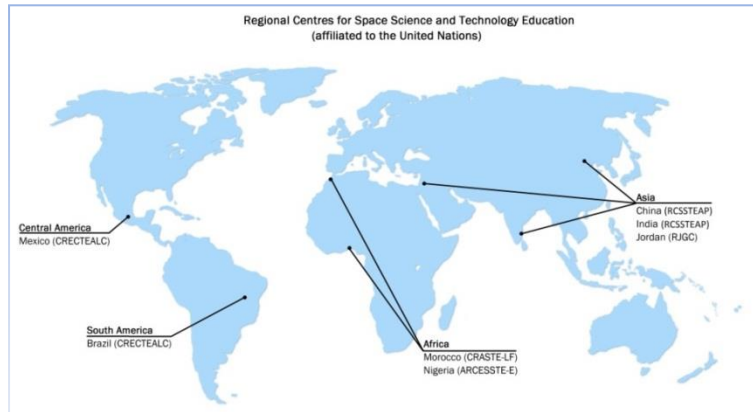 Regional Centres for Space Science and Technology Education
(affiliated to the United Nations)
Asia
China (RCSSTEAP)
India (RCSSTEAP)
Jordan (RJGC)
Central America
Mexico (CRECTEALC)
South America
Brazil (CRECTEALC)
Africa
Morocco (CRASTE-LF)
Nigeria (ARCESSTE-E)